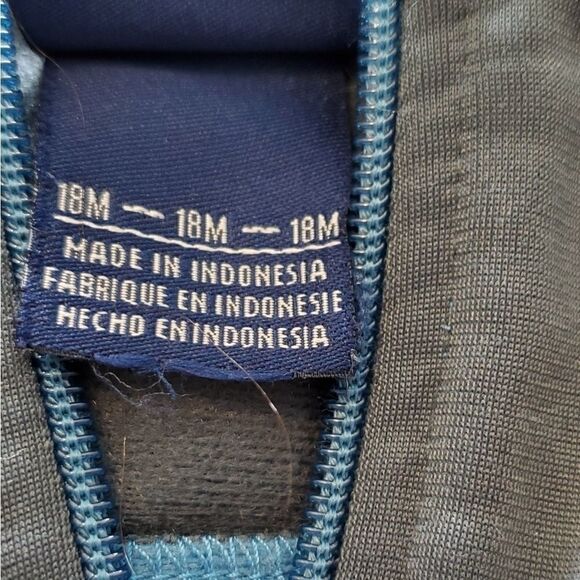 18M — 18M — 18M
MADE IN INDONESIA
FABRIQUE EN INDONESIE
HECHO EN INDONESIA